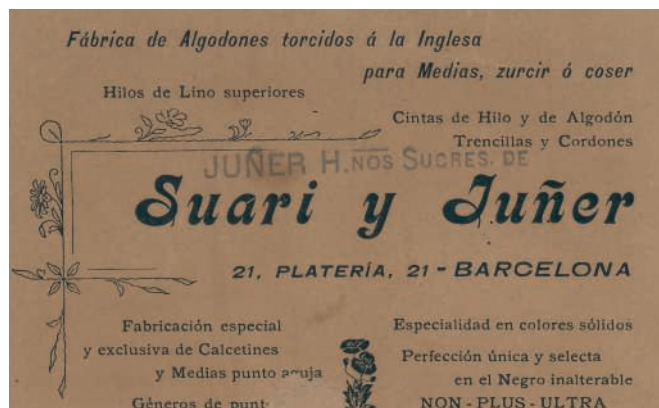 Fábrica de Algodones torcidos á la Inglesa
para Medias, zurcir ó coser
Hilos de Lino superiores
Cintas de Hilo y de Algodón
Trencillas y Cordones
JUÑER H.NOS SUCRES. DE
Suari y Juñer
21, PLATERÍA, 21 - BARCELONA
Fabricación especial
y exclusiva de Calcetines
y Medias punto aguja
Géneros de punt
Especialidad en colores sólidos
Perfección única y selecta
en el Negro inalterable
NON - PLUS - ULTRA